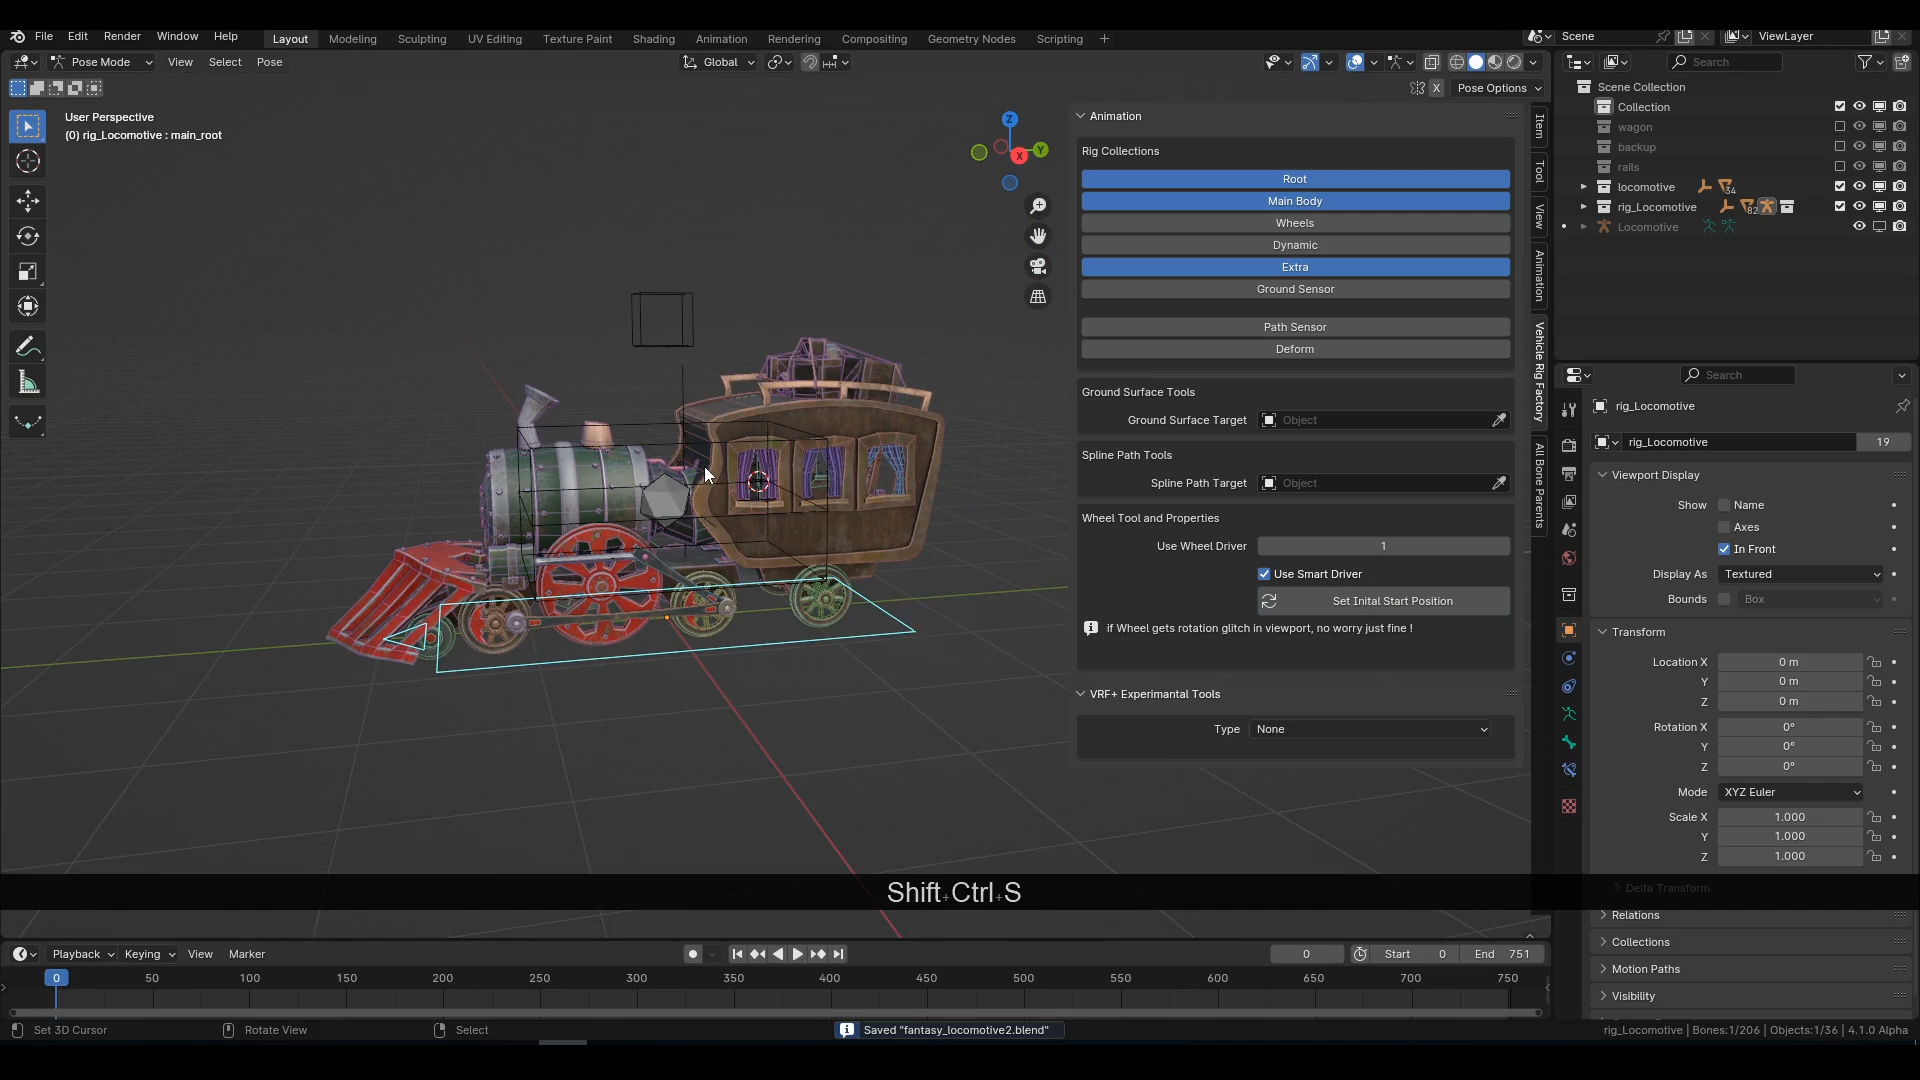 File Edit Render Window Help Layout Modeling Sculpting UV Editing Texture Paint Shading Animation Rendering Compositing Geometry Nodes Scripting + Scene ViewLayer
Pose Mode View Select Pose Global Search
X Pose Options
User Perspective
(0) rig_Locomotive : main_root
Z
Y
X
Animation
Rig Collections
Root
Main Body
Wheels
Dynamic
Extra
Ground Sensor
Path Sensor
Deform
Ground Surface Tools
Ground Surface Target Object
Spline Path Tools
Spline Path Target Object
Wheel Tool and Properties
Use Wheel Driver 1
Use Smart Driver
Set Inital Start Position
if Wheel gets rotation glitch in viewport, no worry just fine !
VRF+ Experimantal Tools
Type None
Item
Tool
View
Animation
Vehicle Rig Factory
All Bone Parents
Scene Collection
Collection
wagon
backup
rails
locomotive 34
rig_Locomotive 82
Locomotive
Search
rig_Locomotive
rig_Locomotive 19
Viewport Display
Show Name
Axes
In Front
Display As Textured
Bounds Box
Transform
Location X 0 m
Y 0 m
Z 0 m
Rotation X 0°
Y 0°
Z 0°
Mode XYZ Euler
Scale X 1.000
Y 1.000
Z 1.000
Delta Transform
Relations
Collections
Motion Paths
Visibility
Shift+Ctrl+S
Playback Keying View Marker 0 Start 0 End 751
0 50 100 150 200 250 300 350 400 450 500 550 600 650 700 750
Set 3D Cursor Rotate View Select Saved "fantasy_locomotive2.blend" rig_Locomotive | Bones:1/206 | Objects:1/36 | 4.1.0 Alpha